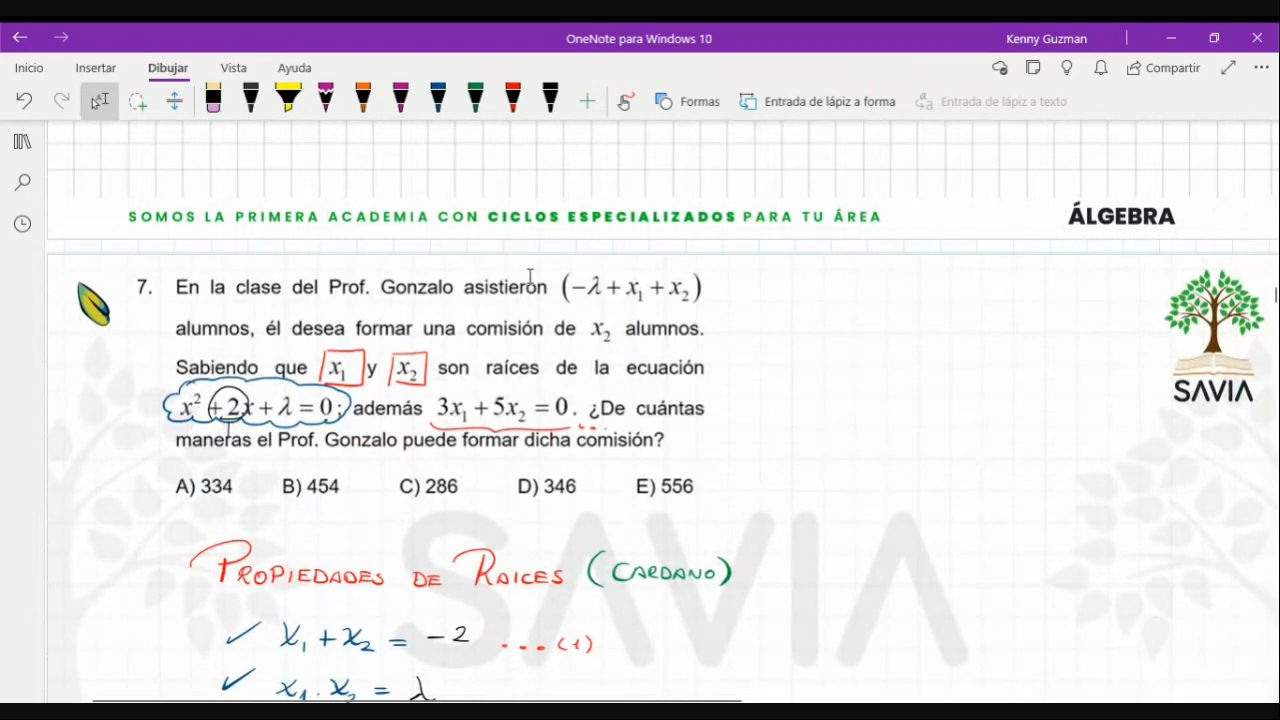 OneNote para Windows 10
Kenny Guzman
Inicio Insertar Dibujar Vista Ayuda
Compartir
Formas Entrada de lápiz a forma Entrada de lápiz a texto
SOMOS LA PRIMERA ACADEMIA CON CICLOS ESPECIALIZADOS PARA TU ÁREA
ÁLGEBRA
7. En la clase del Prof. Gonzalo asistieron (−λ + x₁ + x₂)
alumnos, él desea formar una comisión de x₂ alumnos.
Sabiendo que x₁ y x₂ son raíces de la ecuación
x² + 2x + λ = 0; además 3x₁ + 5x₂ = 0. ¿De cuántas
maneras el Prof. Gonzalo puede formar dicha comisión?
A) 334 B) 454 C) 286 D) 346 E) 556
SAVIA
SAVIA
PROPIEDADES DE RAICES (CARDANO)
✓ x₁ + x₂ = −2 ...(1)
✓ x₁ . x₂ = λ